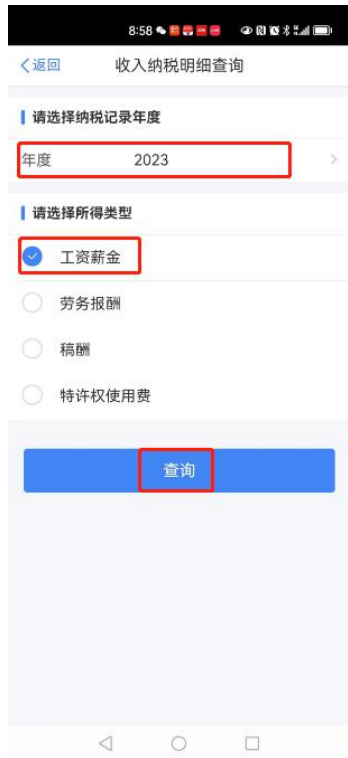 8:58
返回 收入纳税明细查询
请选择纳税记录年度
年度 2023
请选择所得类型
工资薪金
劳务报酬
稿酬
特许权使用费
查询